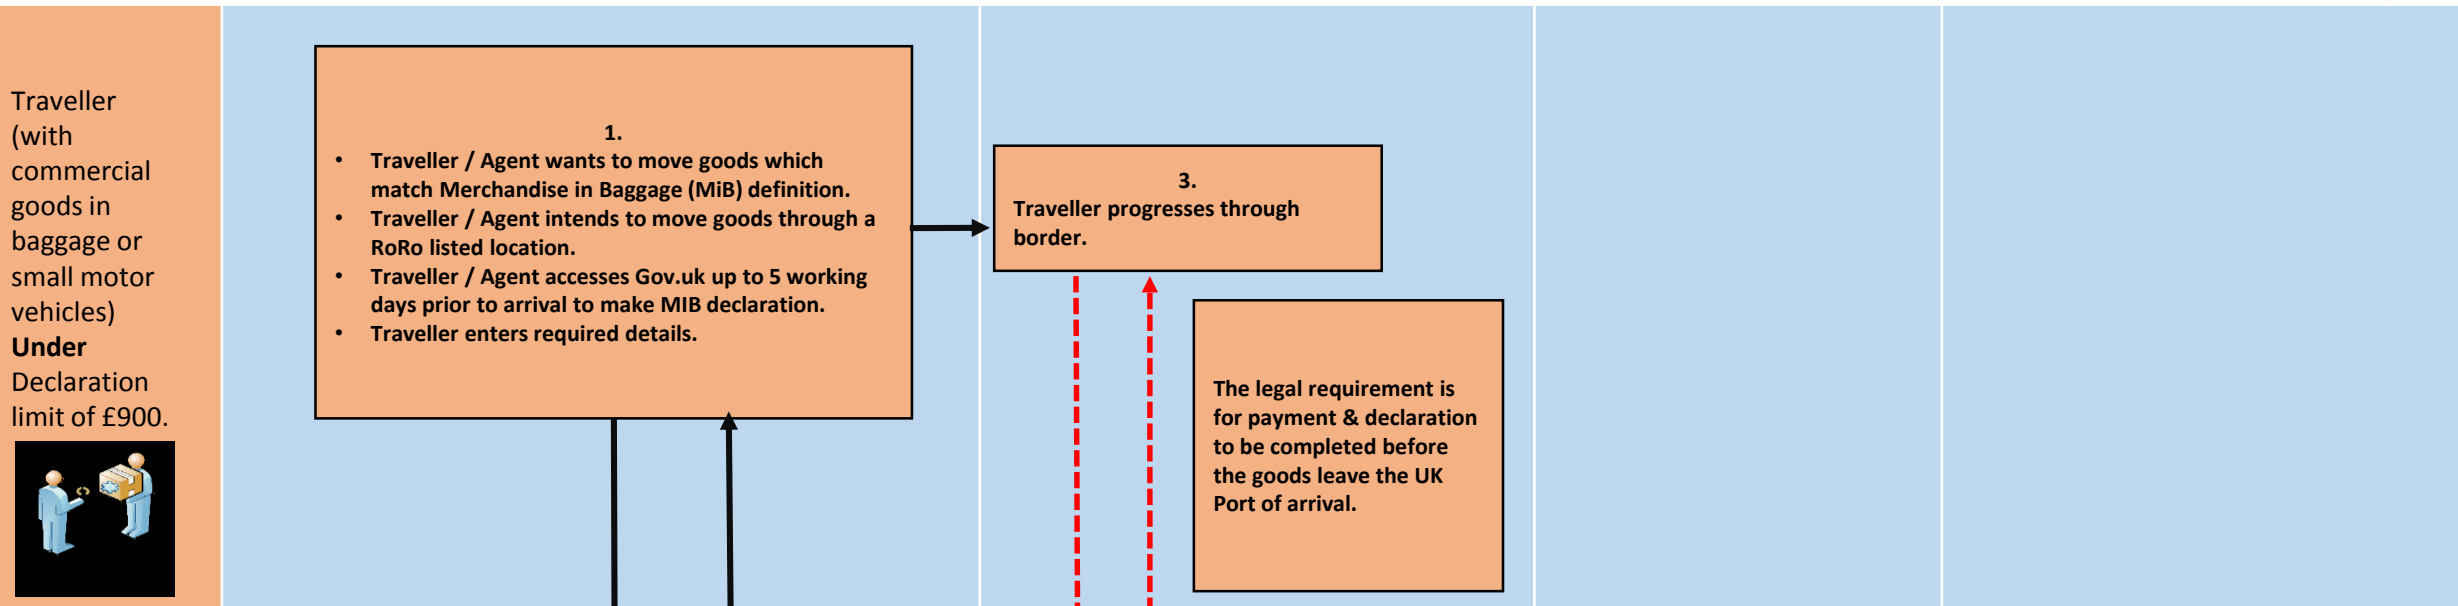 Traveller
(with
commercial
goods in
baggage or
small motor
vehicles)
Under
Declaration
limit of £900.
1.
• Traveller / Agent wants to move goods which
match Merchandise in Baggage (MiB) definition.
• Traveller / Agent intends to move goods through a
RoRo listed location.
• Traveller / Agent accesses Gov.uk up to 5 working
days prior to arrival to make MIB declaration.
• Traveller enters required details.
3.
Traveller progresses through
border.
The legal requirement is
for payment & declaration
to be completed before
the goods leave the UK
Port of arrival.